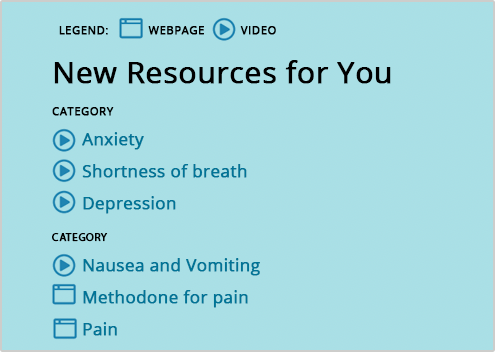 LEGEND: WEBPAGE VIDEO
New Resources for You
CATEGORY
Anxiety
Shortness of breath
Depression
CATEGORY
Nausea and Vomiting
Methodone for pain
Pain